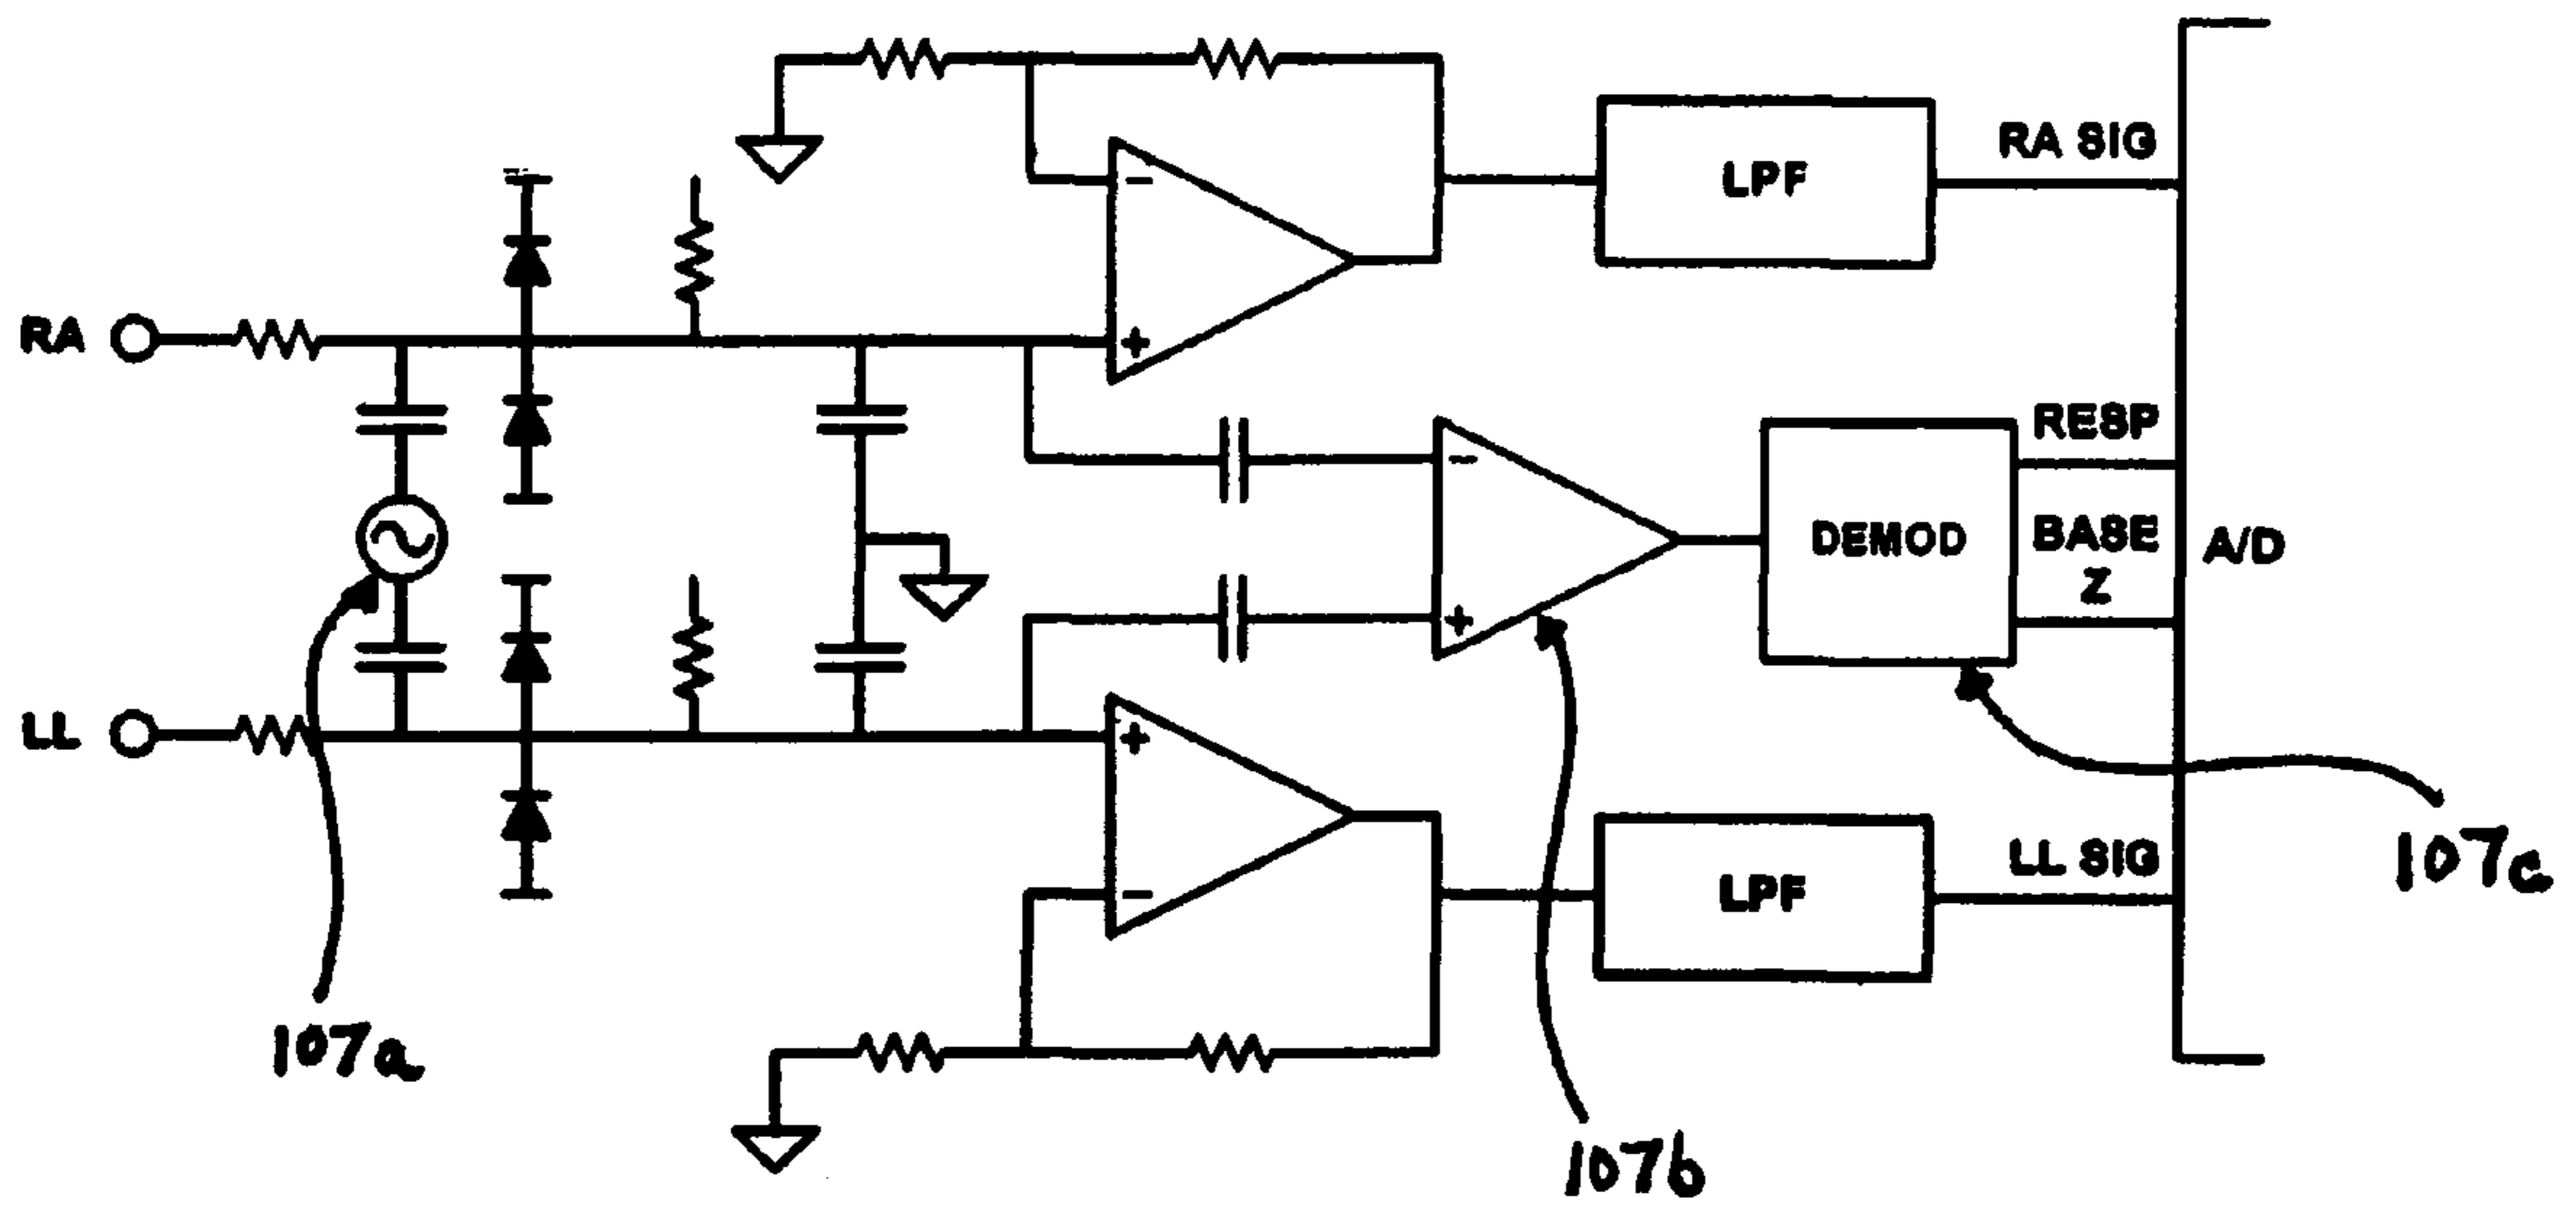 RA SIG
LPF
-
RA
+
RESP
-
DEMOD
BASE
Z
A/D
+
LL
+
LL SIG
LPF
-
107c
107a
107b